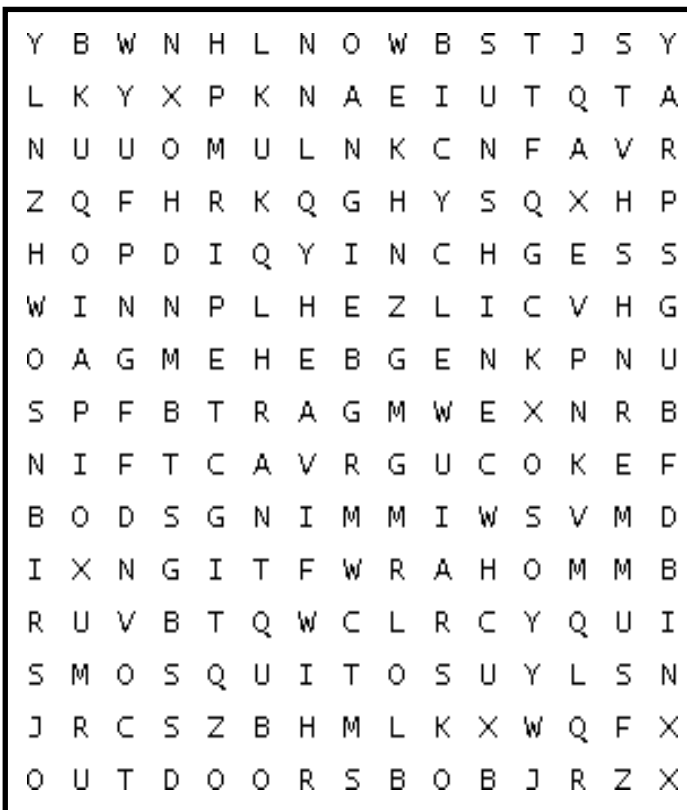 Y B W N H L N O W B S T J S Y
L K Y X P K N A E I U T Q T A
N U U O M U L N K C N F A V R
Z Q F H R K Q G H Y S Q X H P
H O P D I Q Y I N C H G E S S
W I N N P L H E Z L I C V H G
O A G M E H E B G E N K P N U
S P F B T R A G M W E X N R B
N I F T C A V R G U C O K E F
B O D S G N I M M I W S V M D
I X N G I T F W R A H O M M B
R U V B T Q W C L R C Y Q U I
S M O S Q U I T O S U Y L S N
J R C S Z B H M L K X W Q F X
O U T D O O R S B O B J R Z X